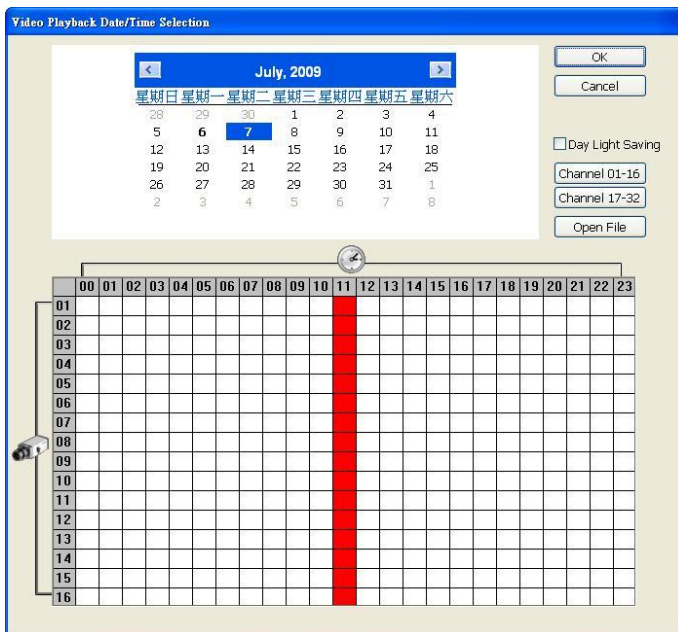 Video Playback Date/Time Selection
July, 2009
星期日 星期一 星期二 星期三 星期四 星期五 星期六
28 29 30 1 2 3 4
5 6 7 8 9 10 11
12 13 14 15 16 17 18
19 20 21 22 23 24 25
26 27 28 29 30 31 1
2 3 4 5 6 7 8
OK
Cancel
Day Light Saving
Channel 01-16
Channel 17-32
Open File
00 01 02 03 04 05 06 07 08 09 10 11 12 13 14 15 16 17 18 19 20 21 22 23
01
02
03
04
05
06
07
08
09
10
11
12
13
14
15
16